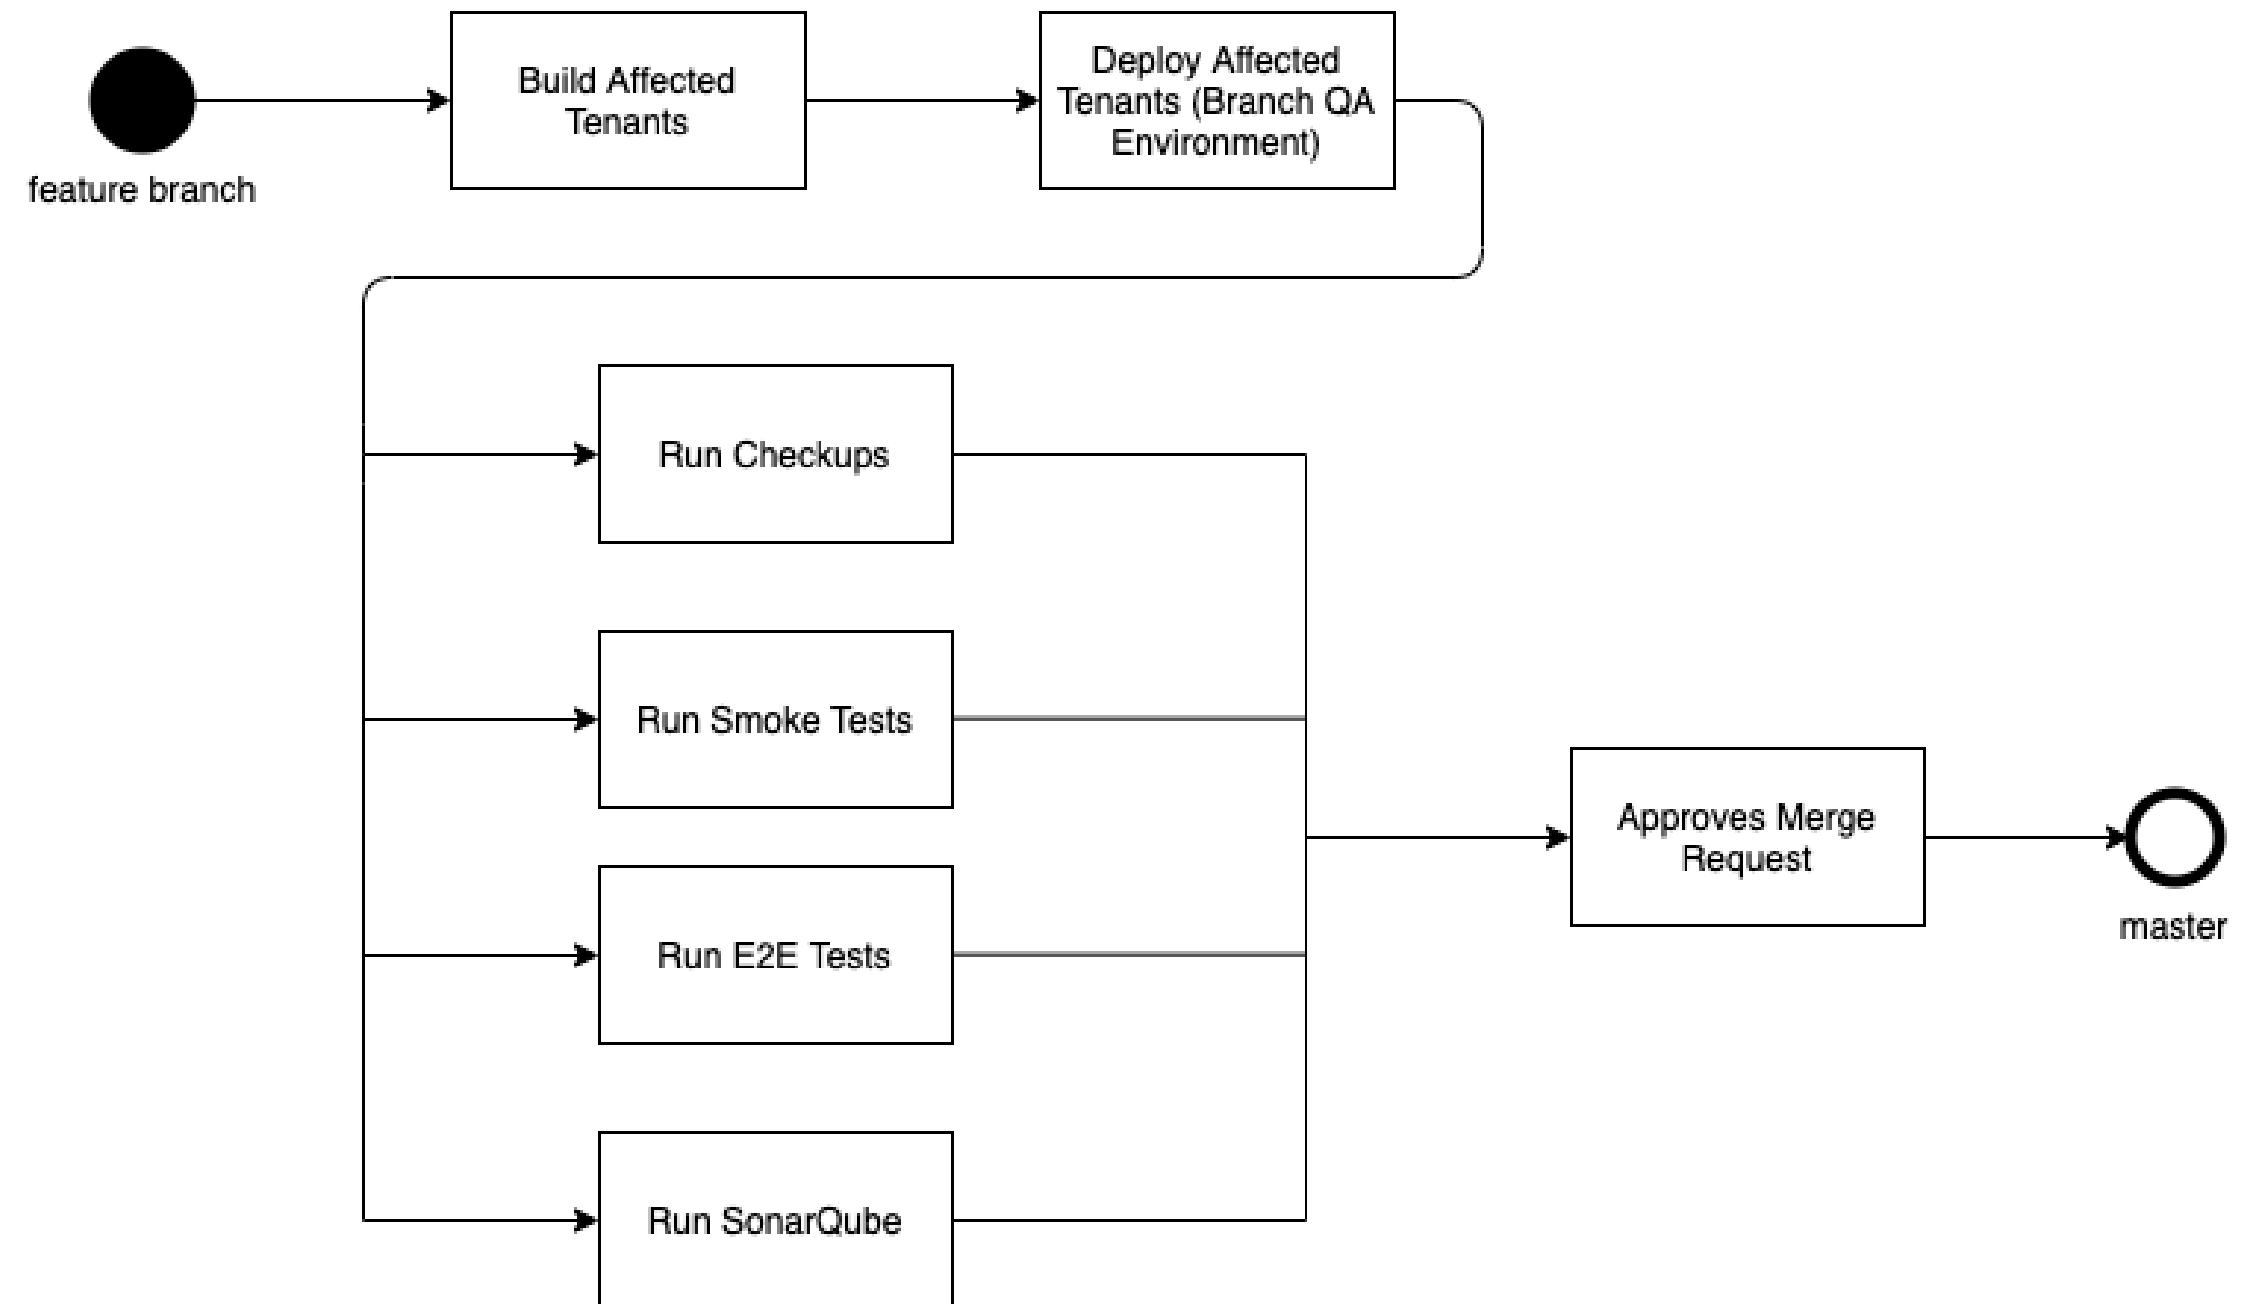 feature branch
Build Affected
Tenants
Deploy Affected
Tenants (Branch QA
Environment)
Run Checkups
Run Smoke Tests
Run E2E Tests
Run SonarQube
Approves Merge
Request
master